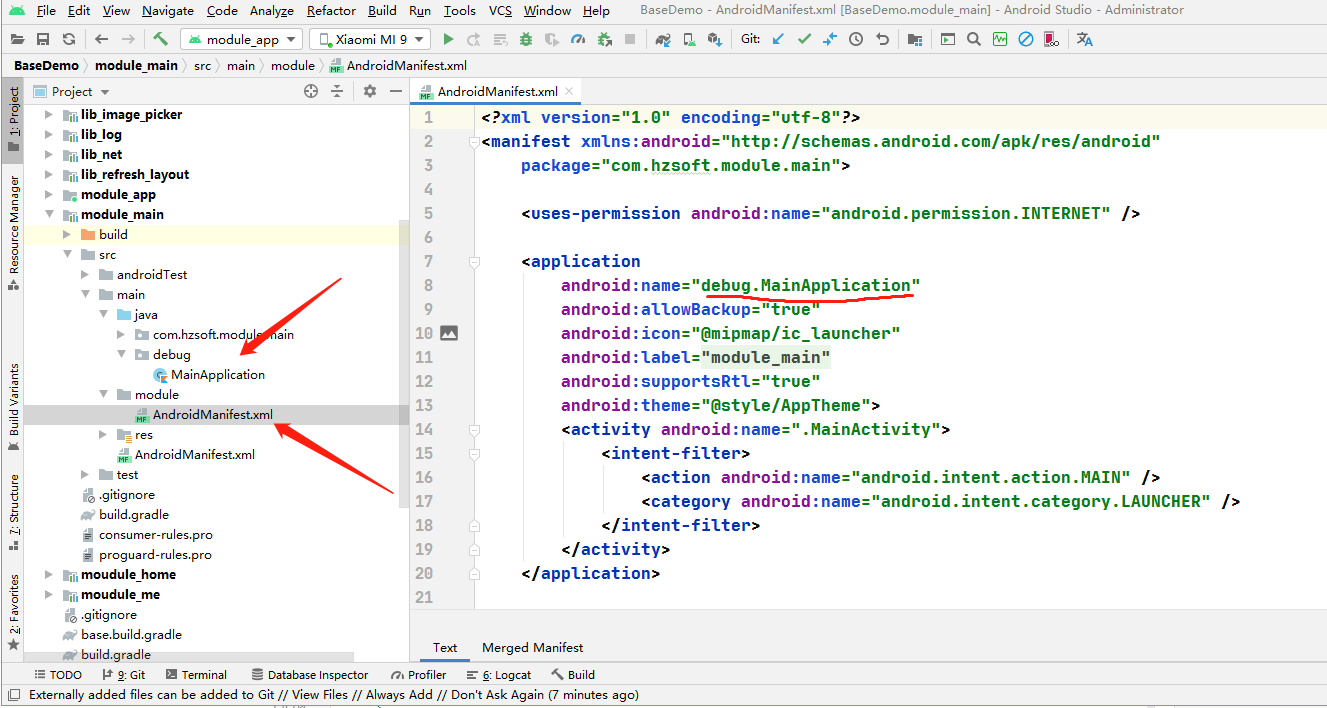 File Edit View Navigate Code Analyze Refactor Build Run Tools VCS Window Help BaseDemo - AndroidManifest.xml [BaseDemo.module_main] - Android Studio - Administrator
module_app Xiaomi MI 9 Git:
BaseDemo module_main src main module AndroidManifest.xml
1: Project
Resource Manager
Build Variants
7: Structure
2: Favorites
Project
lib_image_picker
lib_log
lib_net
lib_refresh_layout
module_app
module_main
build
src
androidTest
main
java
com.hzsoft.module.main
debug
MainApplication
module
AndroidManifest.xml
res
AndroidManifest.xml
test
.gitignore
build.gradle
consumer-rules.pro
proguard-rules.pro
moudule_home
moudule_me
.gitignore
base.build.gradle
build.gradle
AndroidManifest.xml
1 <?xml version="1.0" encoding="utf-8"?>
2 <manifest xmlns:android="http://schemas.android.com/apk/res/android"
3 package="com.hzsoft.module.main">
4
5 <uses-permission android:name="android.permission.INTERNET" />
6
7 <application
8 android:name="debug.MainApplication"
9 android:allowBackup="true"
10 android:icon="@mipmap/ic_launcher"
11 android:label="module_main"
12 android:supportsRtl="true"
13 android:theme="@style/AppTheme">
14 <activity android:name=".MainActivity">
15 <intent-filter>
16 <action android:name="android.intent.action.MAIN" />
17 <category android:name="android.intent.category.LAUNCHER" />
18 </intent-filter>
19 </activity>
20 </application>
21
Text Merged Manifest
TODO 9: Git Terminal Database Inspector Profiler 6: Logcat Build
Externally added files can be added to Git // View Files // Always Add // Don't Ask Again (7 minutes ago)